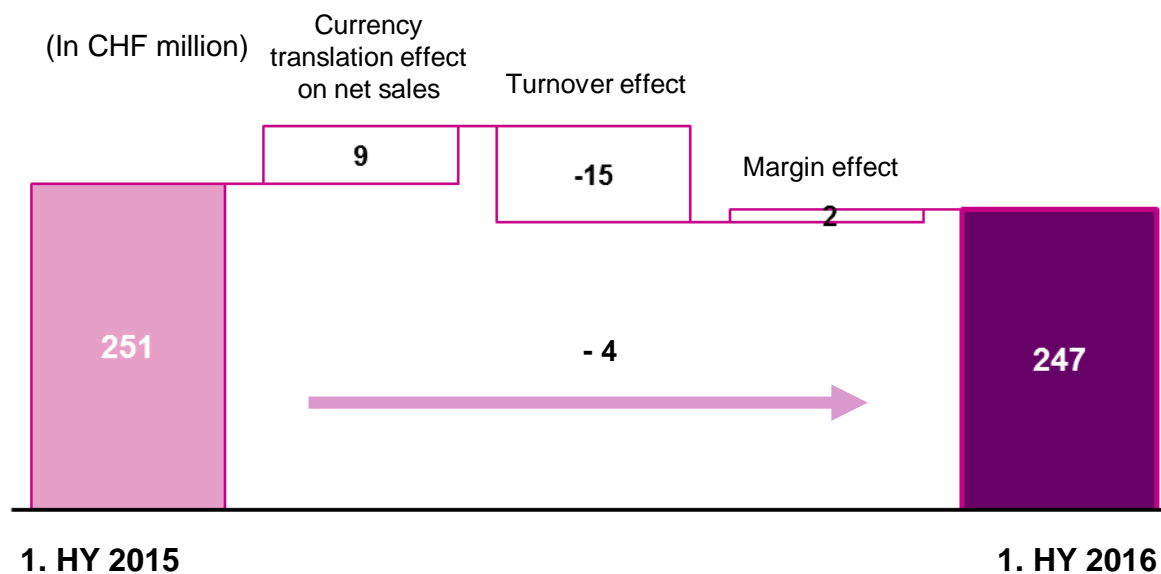 (In CHF million)
Currency
translation effect
on net sales
Turnover effect
Margin effect
9
-15
2
251
- 4
247
1. HY 2015
1. HY 2016